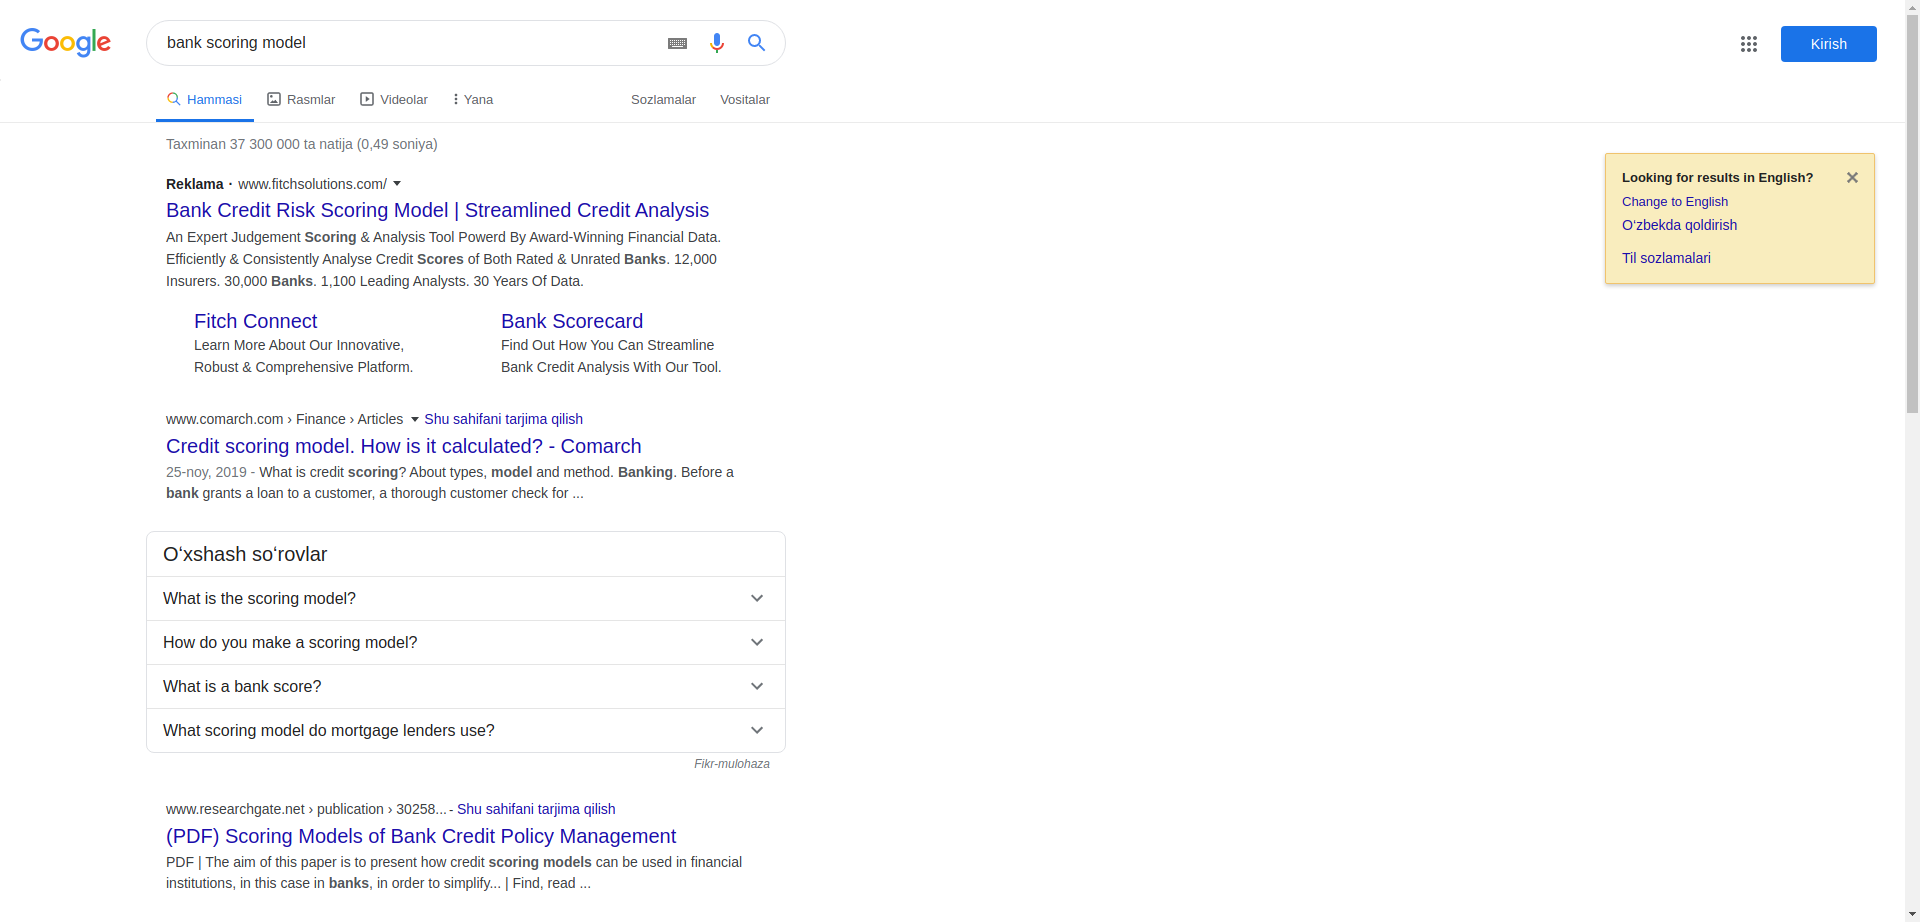 Google
bank scoring model
Kirish
Hammasi
Rasmlar
Videolar
Yana
Sozlamalar
Vositalar
Taxminan 37 300 000 ta natija (0,49 soniya)
Reklama · www.fitchsolutions.com/
Bank Credit Risk Scoring Model | Streamlined Credit Analysis
An Expert Judgement Scoring & Analysis Tool Powerd By Award-Winning Financial Data.
Efficiently & Consistently Analyse Credit Scores of Both Rated & Unrated Banks. 12,000
Insurers. 30,000 Banks. 1,100 Leading Analysts. 30 Years Of Data.
Fitch Connect
Learn More About Our Innovative,
Robust & Comprehensive Platform.
Bank Scorecard
Find Out How You Can Streamline
Bank Credit Analysis With Our Tool.
www.comarch.com › Finance › Articles Shu sahifani tarjima qilish
Credit scoring model. How is it calculated? - Comarch
25-noy, 2019 - What is credit scoring? About types, model and method. Banking. Before a
bank grants a loan to a customer, a thorough customer check for ...
Oʻxshash soʻrovlar
What is the scoring model?
How do you make a scoring model?
What is a bank score?
What scoring model do mortgage lenders use?
Fikr-mulohaza
www.researchgate.net › publication › 30258... - Shu sahifani tarjima qilish
(PDF) Scoring Models of Bank Credit Policy Management
PDF | The aim of this paper is to present how credit scoring models can be used in financial
institutions, in this case in banks, in order to simplify... | Find, read ...
Looking for results in English?
Change to English
Oʻzbekda qoldirish
Til sozlamalari